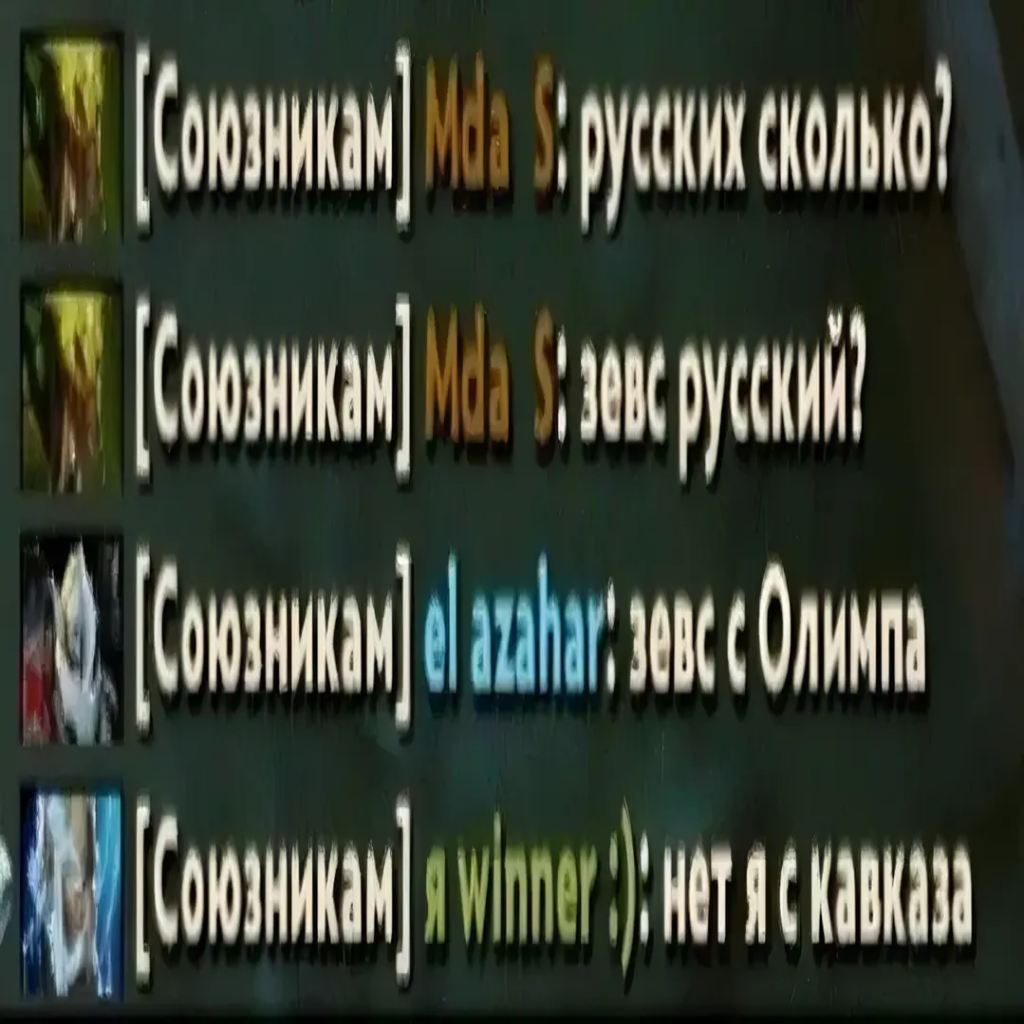 [Союзникам] Mda S: русских сколько?
[Союзникам] Mda S: зевс русский?
[Союзникам] el azahar: зевс с Олимпа
[Союзникам] я winner :): нет я с кавказа